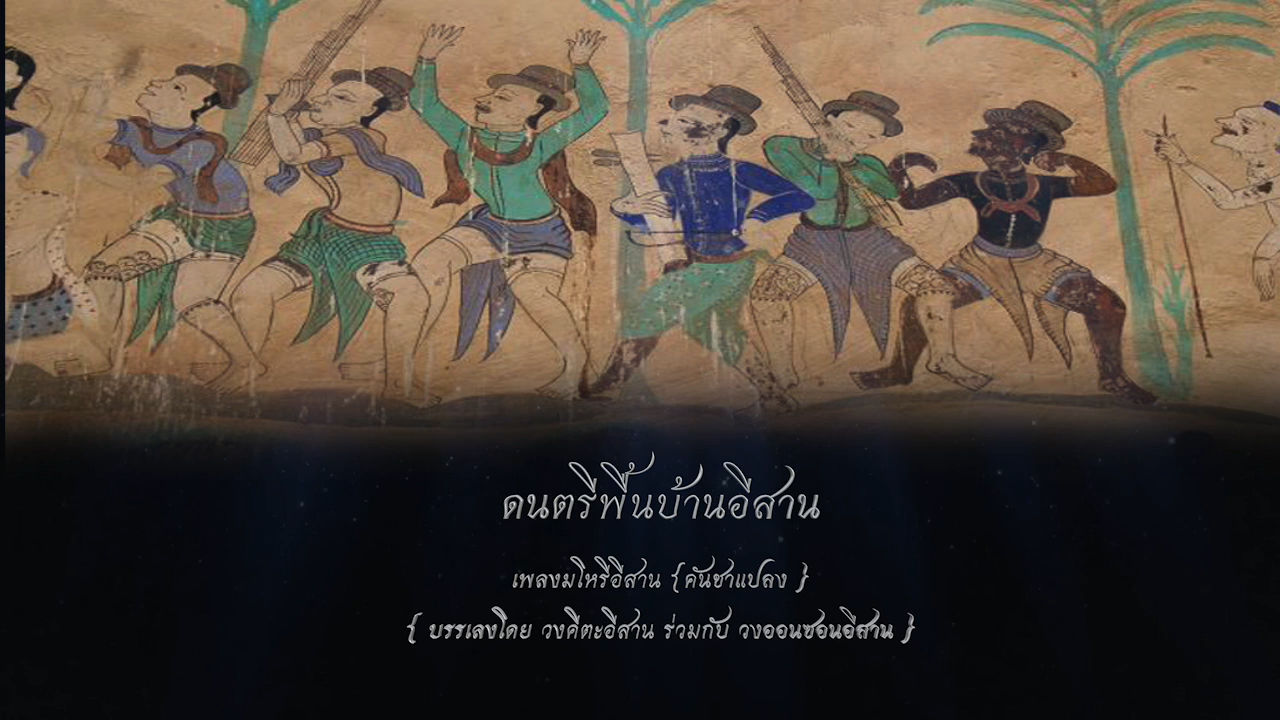 ดนตรีพื้นบ้านอีสาน
เพลงมโหรีอีสาน {คันชาแปลง }
{ บรรเลงโดย วงคีตะอีสาน ร่วมกับ วงออนซอนอีสาน }